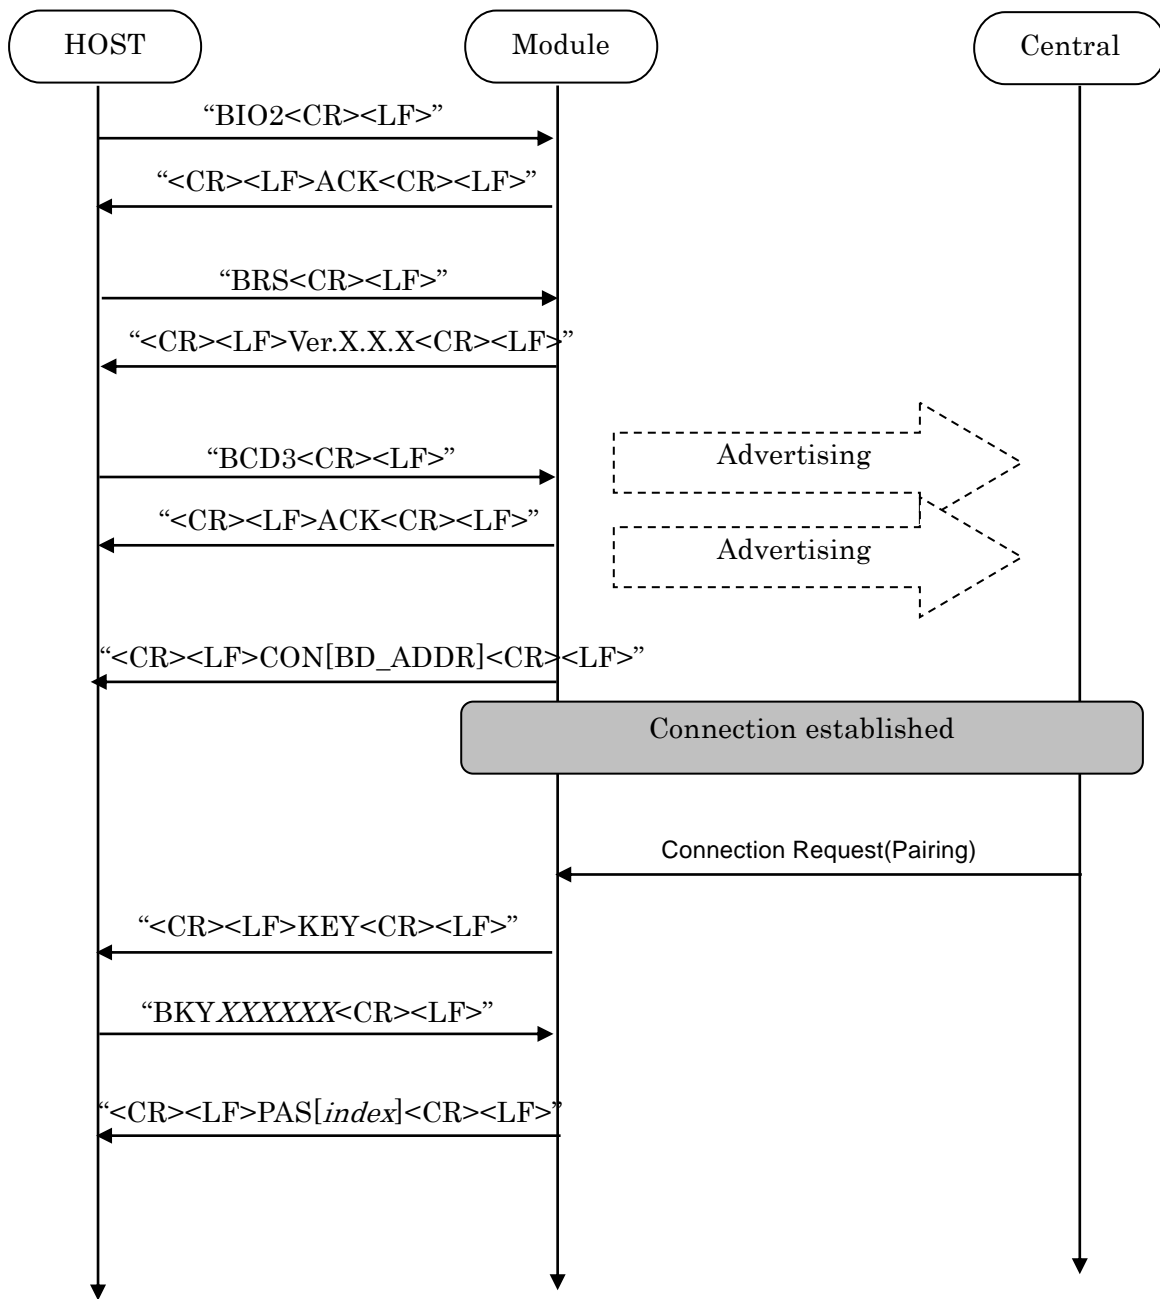 HOST
Module
Central
“BIO2<CR><LF>”
“<CR><LF>ACK<CR><LF>”
“BRS<CR><LF>”
“<CR><LF>Ver.X.X.X<CR><LF>”
Advertising
“BCD3<CR><LF>”
“<CR><LF>ACK<CR><LF>”
Advertising
“<CR><LF>CON[BD_ADDR]<CR><LF>”
Connection established
Connection Request(Pairing)
“<CR><LF>KEY<CR><LF>”
“BKYXXXXXX<CR><LF>”
“<CR><LF>PAS[index]<CR><LF>”